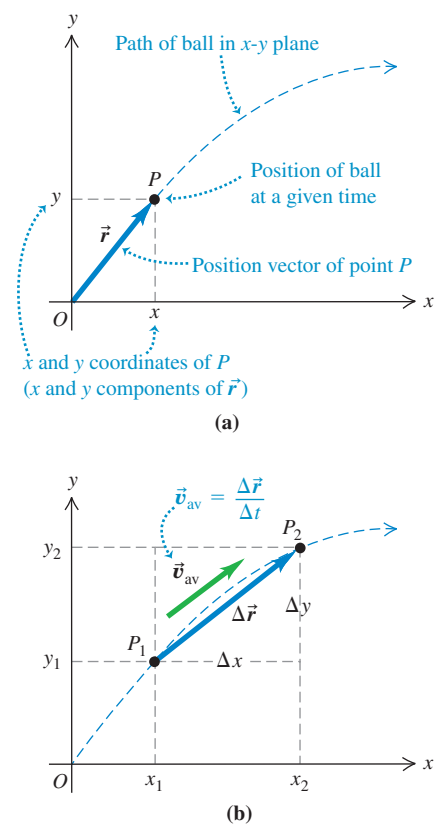 y
Path of ball in x-y plane
P
Position of ball
at a given time
y
r⃗
Position vector of point P
O
x
x
x and y coordinates of P
(x and y components of r⃗)
(a)
y
v⃗av = Δr⃗/Δt
P2
y2
v⃗av
Δr⃗
Δy
P1
y1
Δx
O
x1
x2
x
(b)